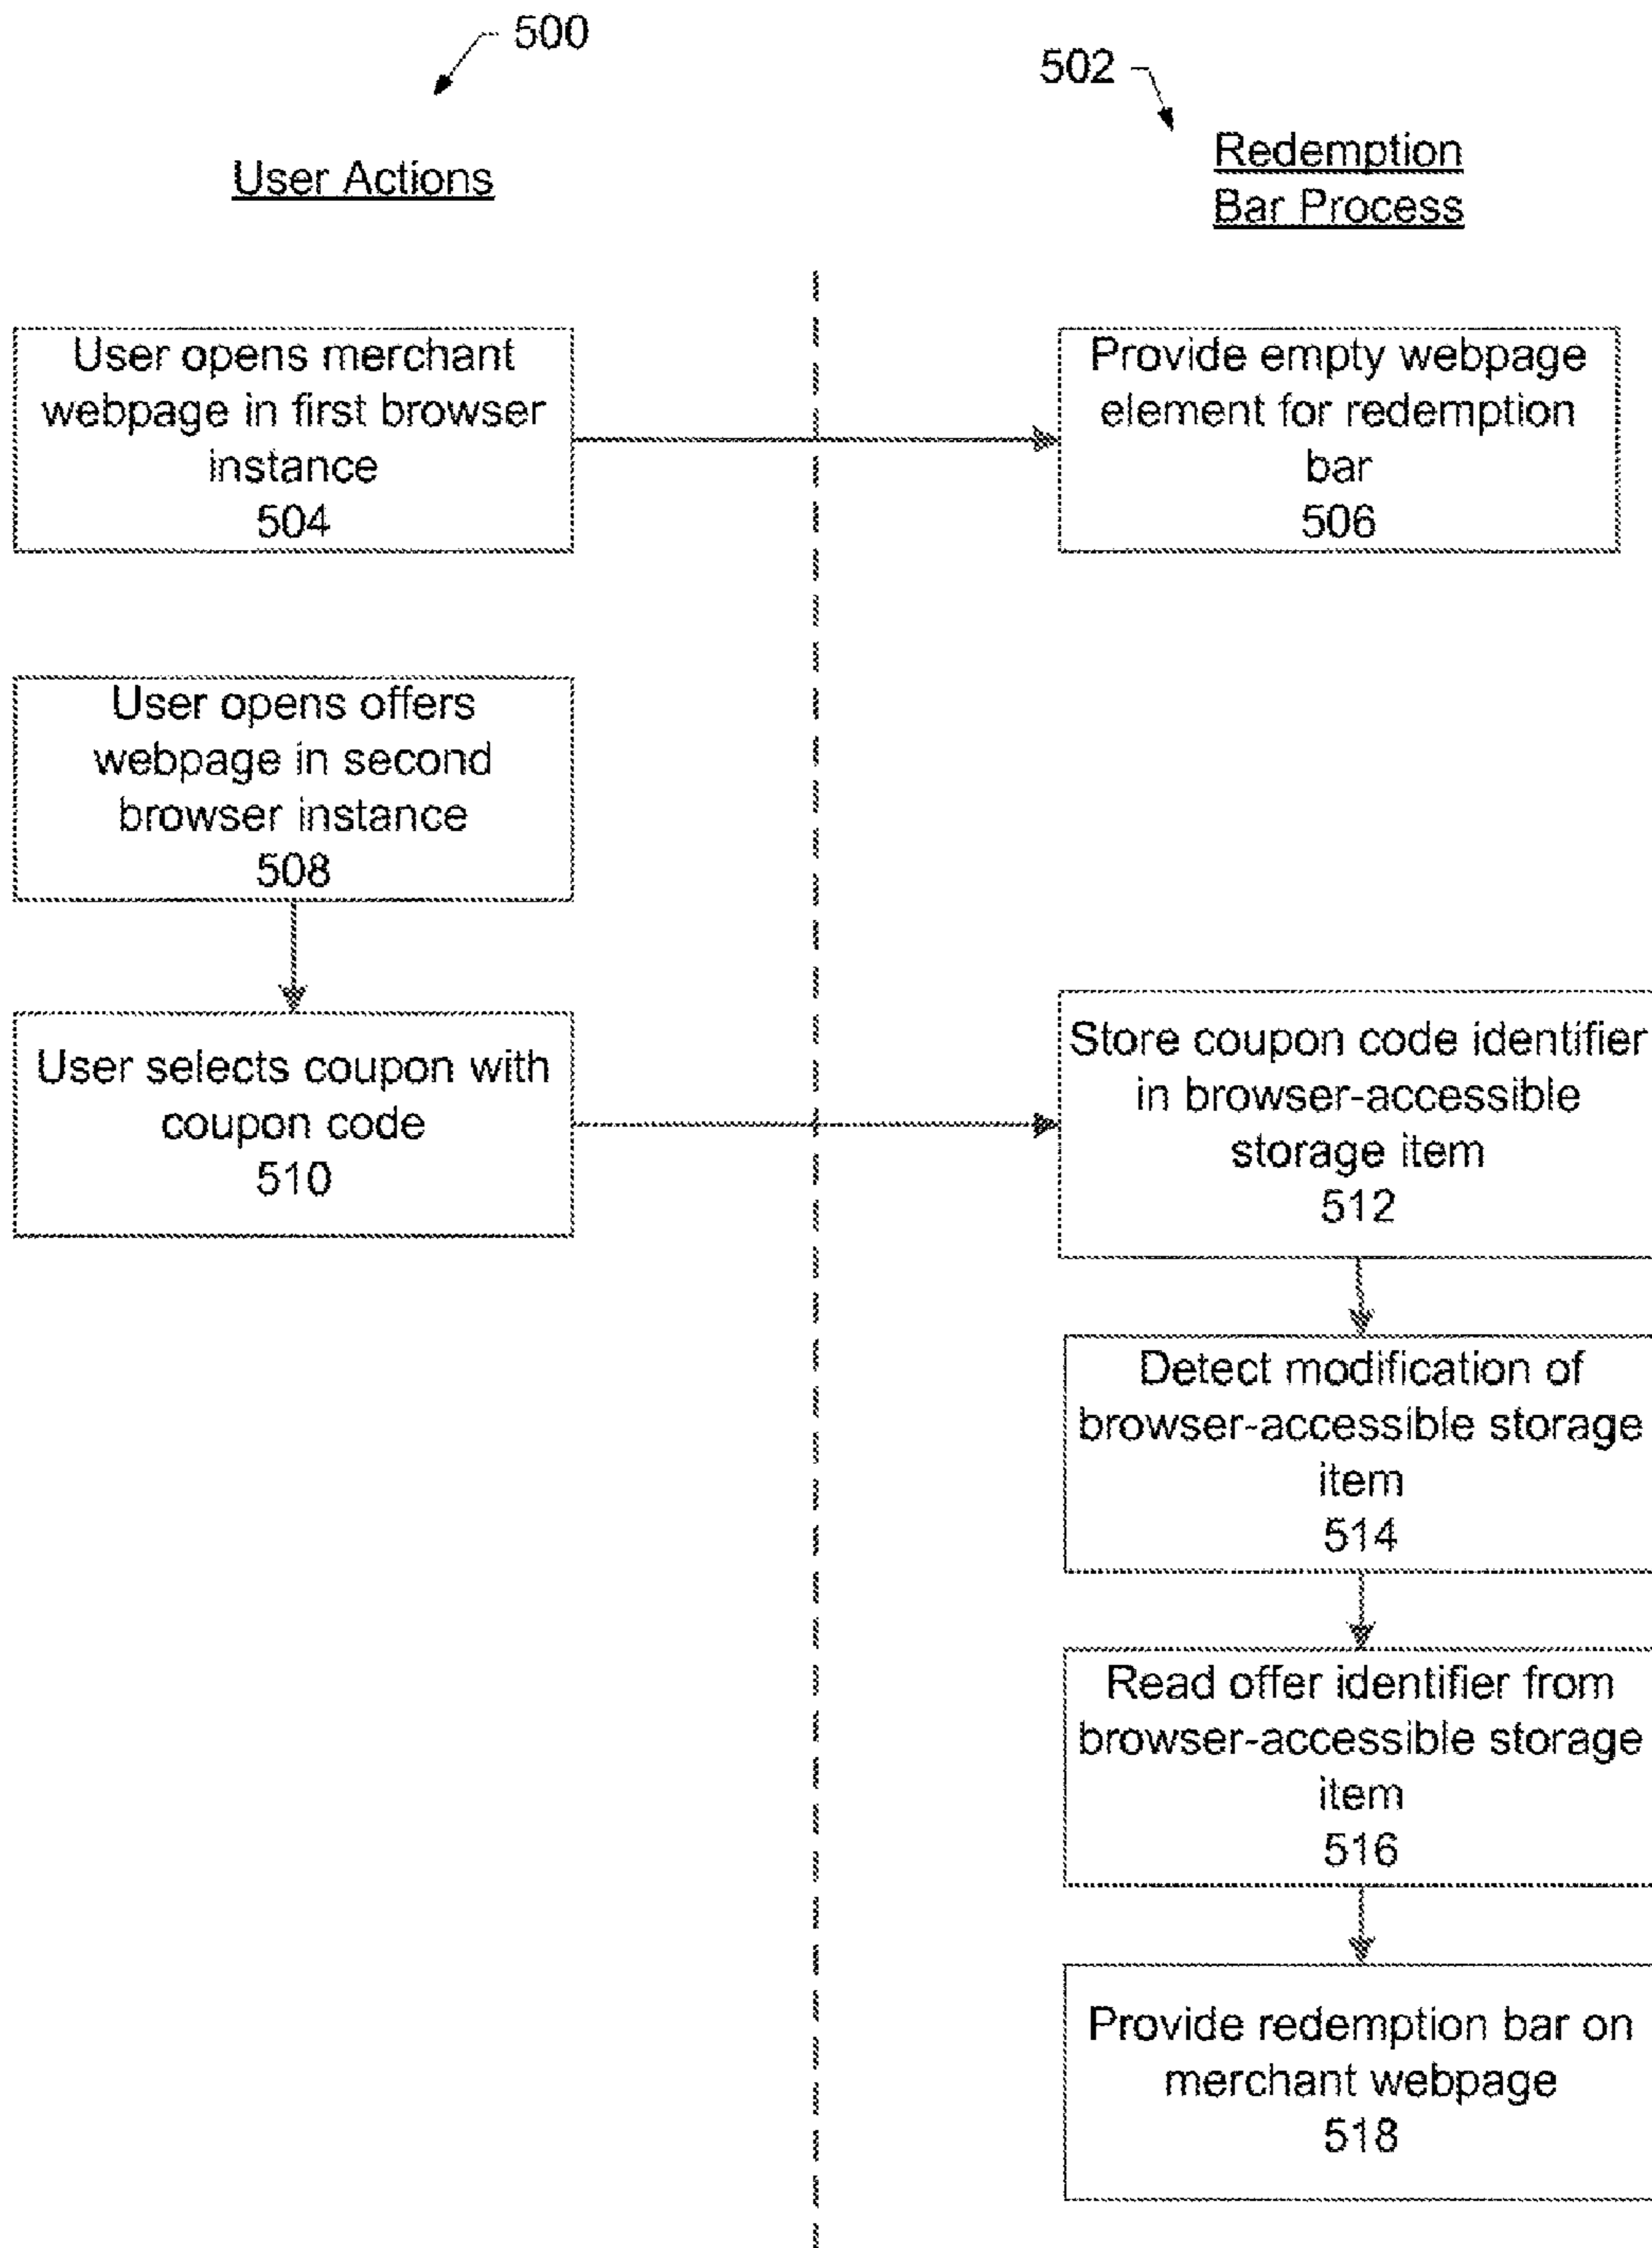 500
502
User Actions
Redemption
Bar Process
User opens merchant
webpage in first browser
instance
504
Provide empty webpage
element for redemption
bar
506
User opens offers
webpage in second
browser instance
508
User selects coupon with
coupon code
510
Store coupon code identifier
in browser-accessible
storage item
512
Detect modification of
browser-accessible storage
item
514
Read offer identifier from
browser-accessible storage
item
516
Provide redemption bar on
merchant webpage
518